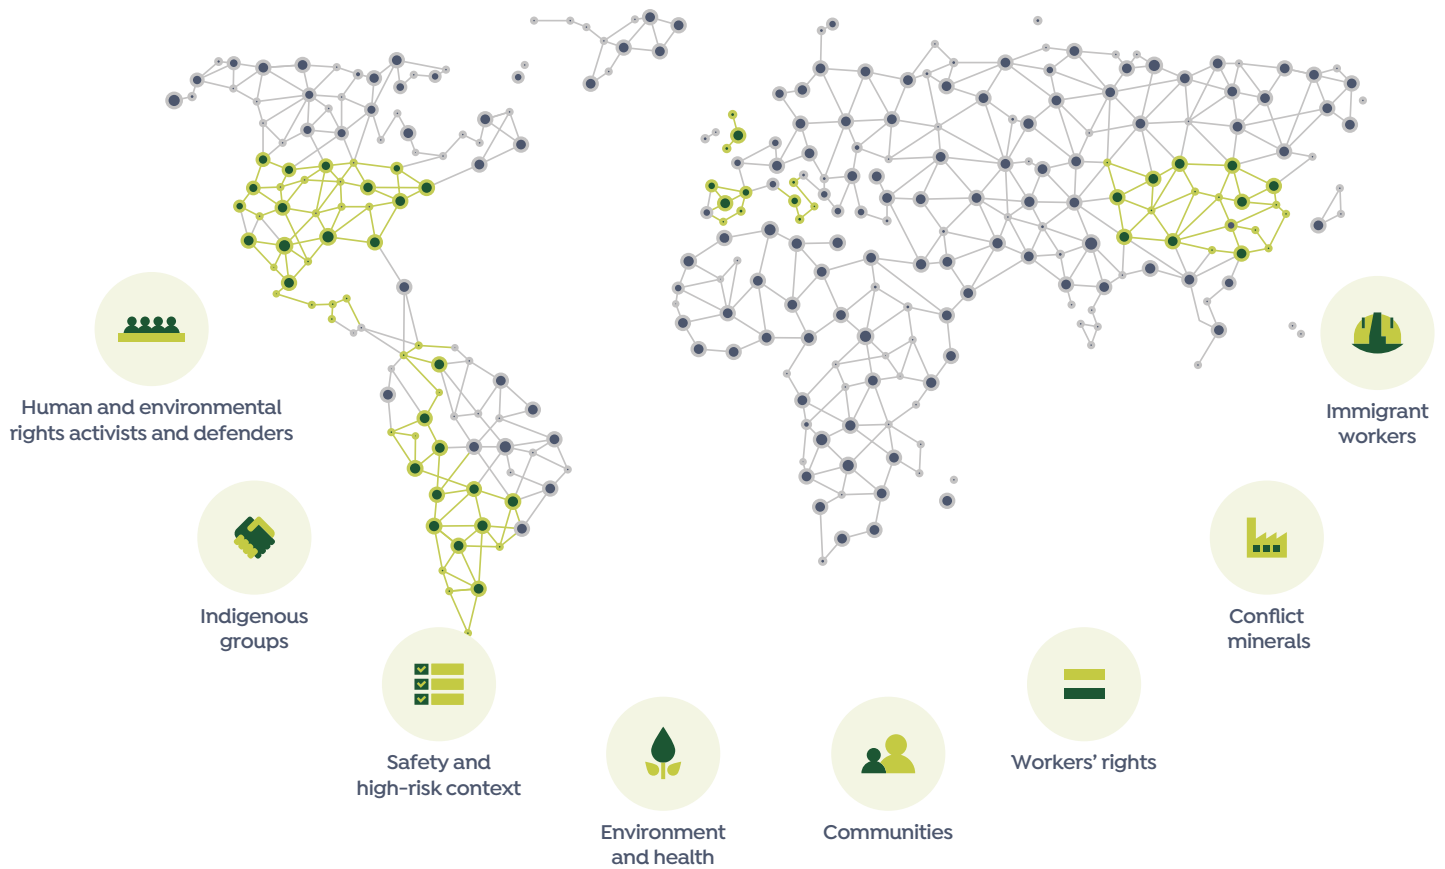 Human and environmental
rights activists and defenders
Indigenous
groups
Safety and
high-risk context
Environment
and health
Communities
Workers’ rights
Conflict
minerals
Immigrant
workers